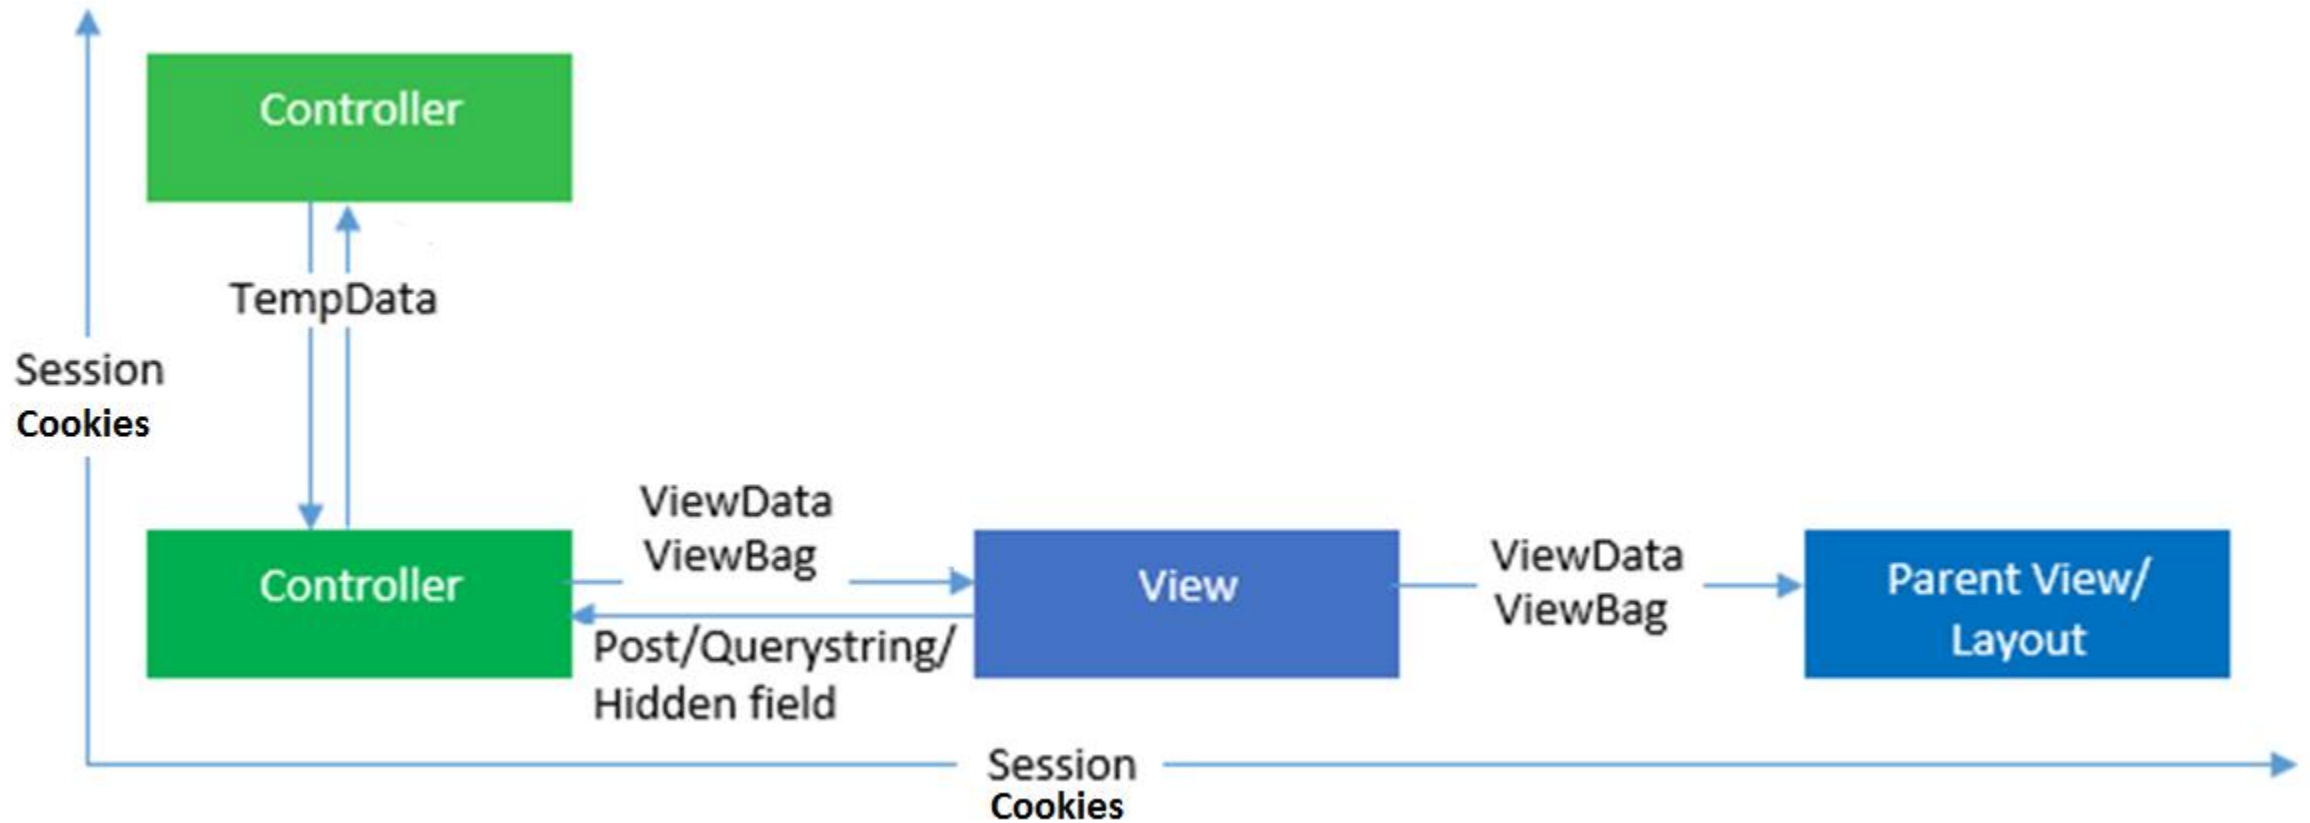 Controller
TempData
Session
Cookies
Controller
ViewData
ViewBag
Post/Querystring/
Hidden field
View
ViewData
ViewBag
Parent View/
Layout
Session
Cookies